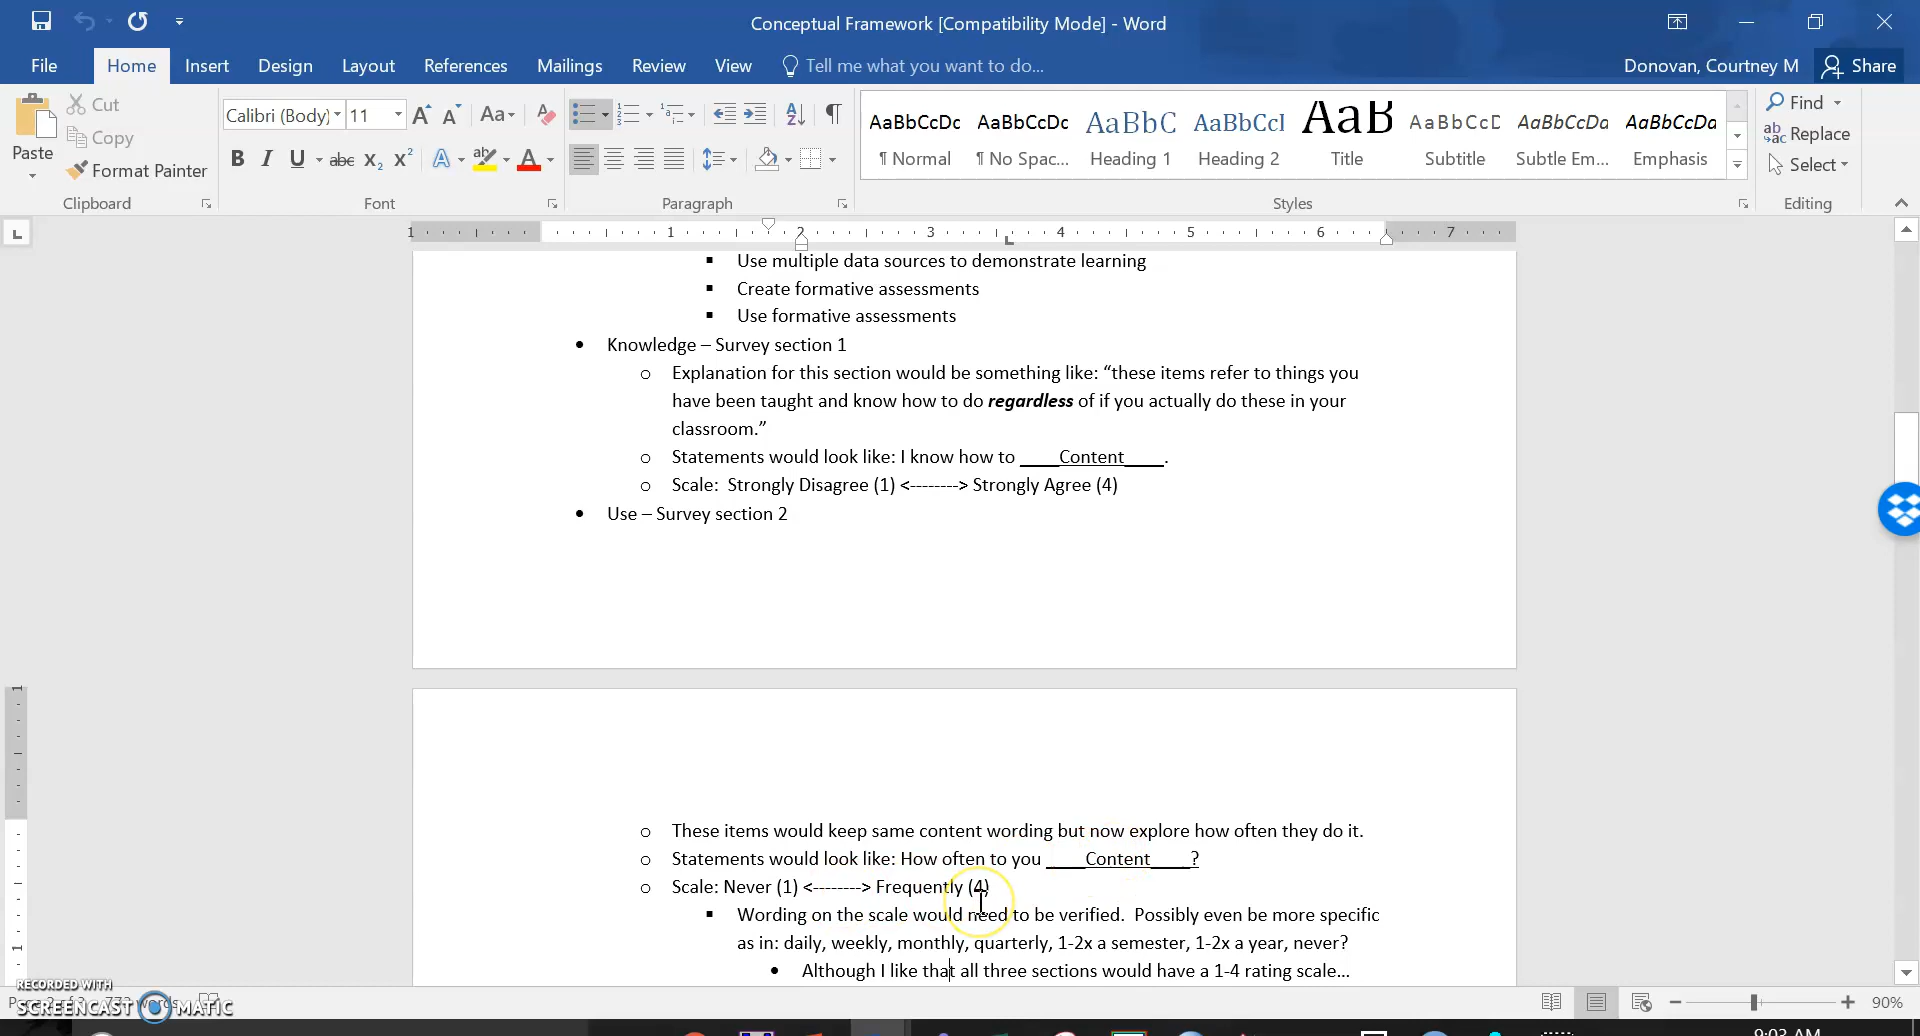 Conceptual Framework [Compatibility Mode] - Word
File Home Insert Design Layout References Mailings Review View Tell me what you want to do... Donovan, Courtney M Share
Paste Cut Copy Format Painter
Calibri (Body) 11
AaBbCcDc AaBbCcDc AaBbC AaBbCcI AaB AaBbCcD AaBbCcDa AaBbCcDa
¶ Normal ¶ No Spac... Heading 1 Heading 2 Title Subtitle Subtle Em... Emphasis
Find Replace Select
Clipboard Font Paragraph Styles Editing
1 1 2 3 4 5 6 7
▪ Use multiple data sources to demonstrate learning
▪ Create formative assessments
▪ Use formative assessments
• Knowledge – Survey section 1
o Explanation for this section would be something like: “these items refer to things you
have been taught and know how to do regardless of if you actually do these in your
classroom.”
o Statements would look like: I know how to ____Content____.
o Scale: Strongly Disagree (1) <--------> Strongly Agree (4)
• Use – Survey section 2
o These items would keep same content wording but now explore how often they do it.
o Statements would look like: How often to you ____Content____?
o Scale: Never (1) <--------> Frequently (4)
▪ Wording on the scale would need to be verified. Possibly even be more specific
as in: daily, weekly, monthly, quarterly, 1-2x a semester, 1-2x a year, never?
• Although I like that all three sections would have a 1-4 rating scale...
RECORDED WITH
SCREENCAST MATIC
90%